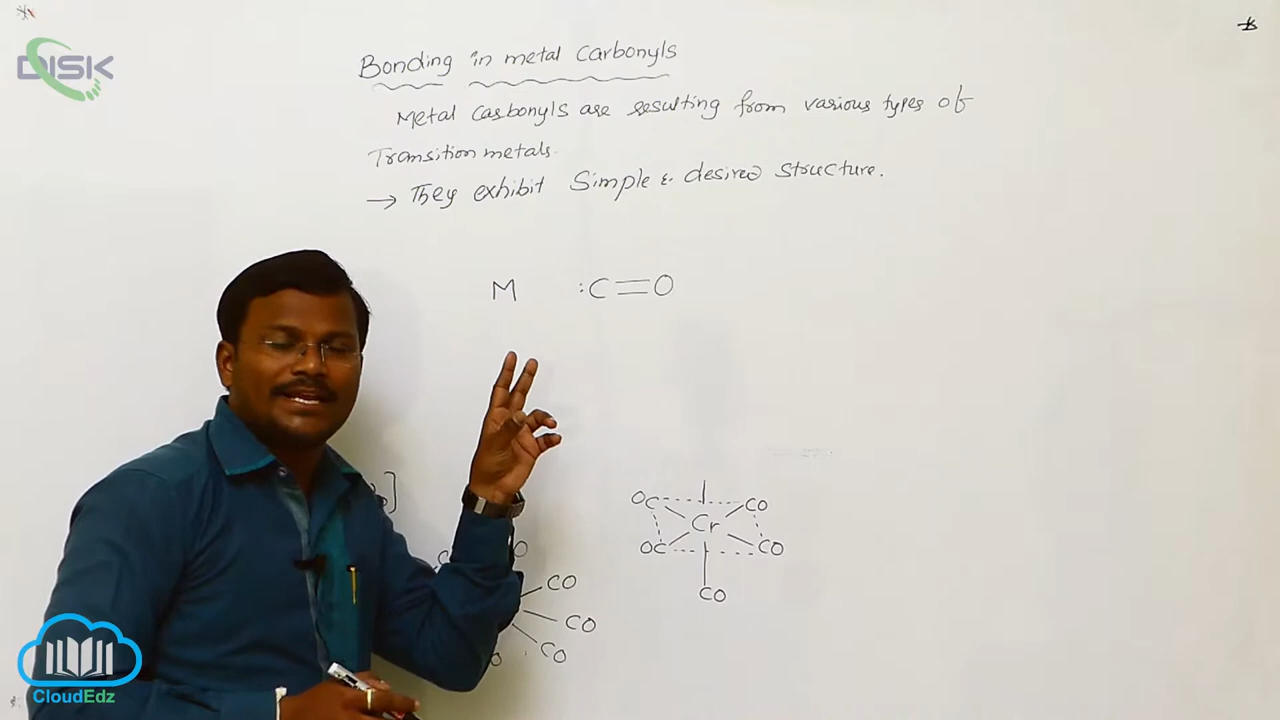 DISK
Bonding in metal Carbonyls
Metal Carbonyls are resulting from various types of
Transition metals.
→ They exhibit Simple & desired structure.
M :C=O
OC CO
Cr
OC CO
CO
CO
CO
CO
CloudEdz